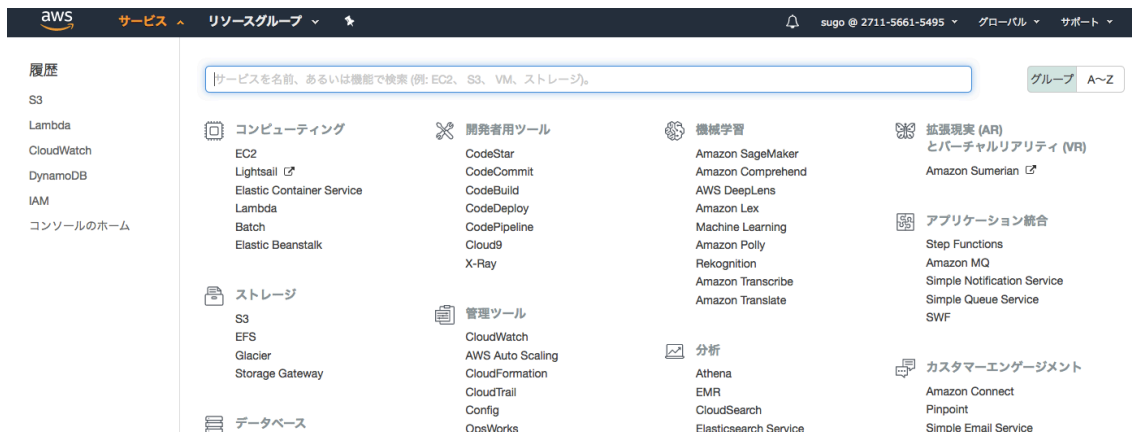 aws
サービス
リソースグループ
sugo @ 2711-5661-5495
グローバル
サポート
履歴
S3
Lambda
CloudWatch
DynamoDB
IAM
コンソールのホーム
サービスを名前、あるいは機能で検索 (例: EC2、 S3、 VM、ストレージ)。
グループ
A〜Z
コンピューティング
EC2
Lightsail
Elastic Container Service
Lambda
Batch
Elastic Beanstalk
ストレージ
S3
EFS
Glacier
Storage Gateway
データベース
開発者用ツール
CodeStar
CodeCommit
CodeBuild
CodeDeploy
CodePipeline
Cloud9
X-Ray
管理ツール
CloudWatch
AWS Auto Scaling
CloudFormation
CloudTrail
Config
OpsWorks
機械学習
Amazon SageMaker
Amazon Comprehend
AWS DeepLens
Amazon Lex
Machine Learning
Amazon Polly
Rekognition
Amazon Transcribe
Amazon Translate
分析
Athena
EMR
CloudSearch
Elasticsearch Service
拡張現実 (AR)
とバーチャルリアリティ (VR)
Amazon Sumerian
アプリケーション統合
Step Functions
Amazon MQ
Simple Notification Service
Simple Queue Service
SWF
カスタマーエンゲージメント
Amazon Connect
Pinpoint
Simple Email Service